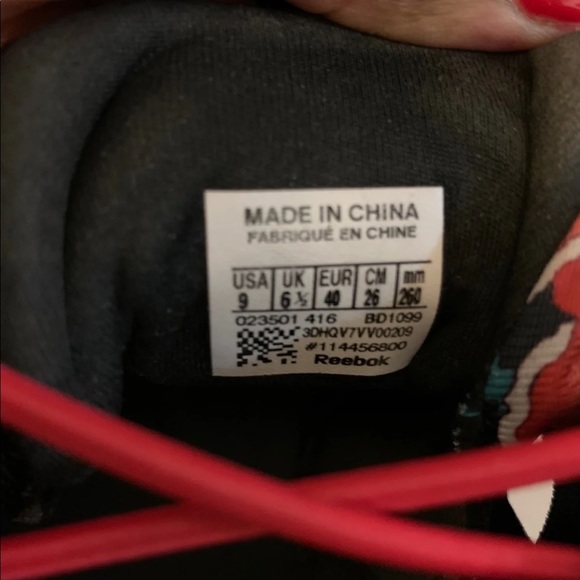 MADE IN CHINA
FABRIQUÉ EN CHINE
USA UK EUR CM mm
9 6 ½ 40 26 260
023501 416 BD1099
3DHQV7VV00209
#114456800
Reebok